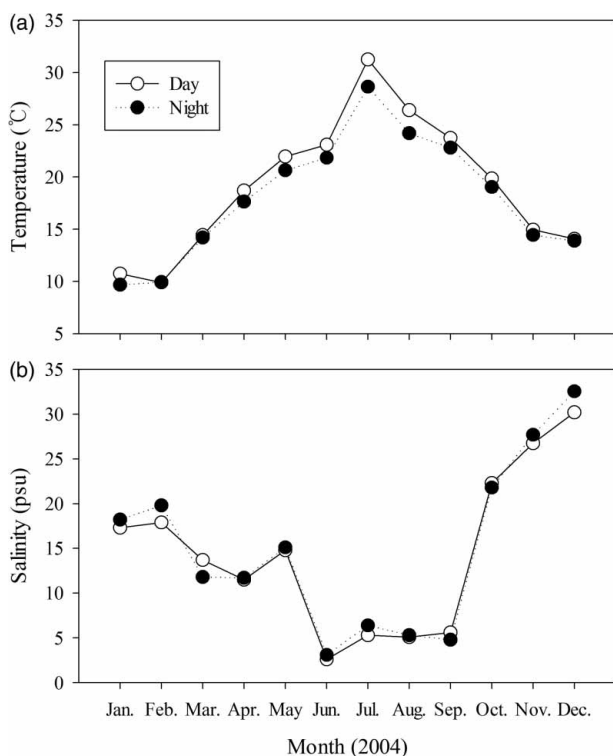 (a)
35
30
25
20
15
10
5
Temperature (℃)
Day
Night
(b)
35
30
25
20
15
10
5
0
Salinity (psu)
Jan. Feb. Mar. Apr. May Jun. Jul. Aug. Sep. Oct. Nov. Dec.
Month (2004)